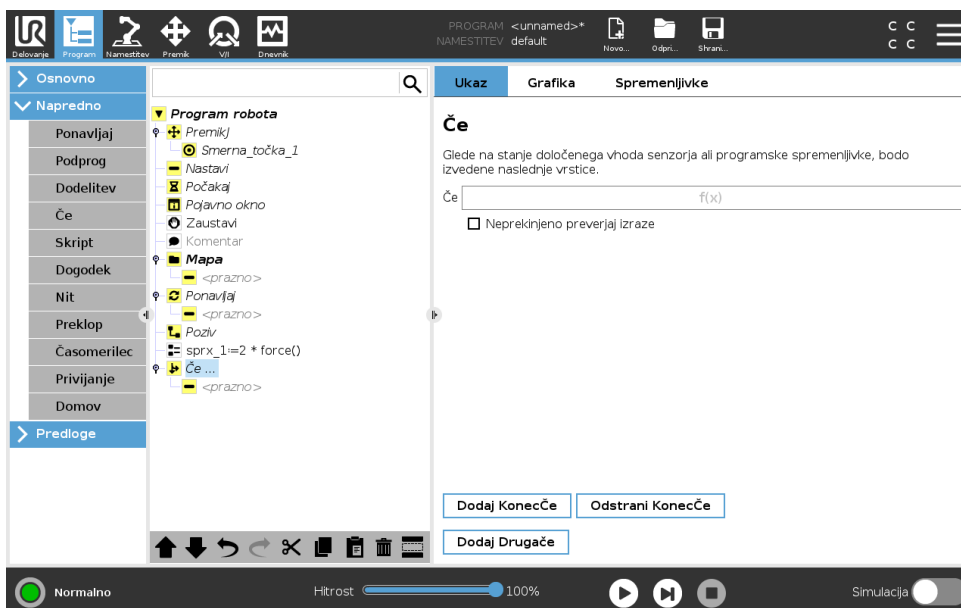 PROGRAM <unnamed>*
NAMESTITEV default
Delovanje Program Namestitev Premik V/I Dnevnik Novo... Odpri... Shrani...
C C
C C
Osnovno
Napredno
Ponavljaj
Podprog
Dodelitev
Če
Skript
Dogodek
Nit
Preklop
Časomerilec
Privijanje
Domov
Predloge
Program robota
PremikJ
Smerna_točka_1
Nastavi
Počakaj
Pojavno okno
Zaustavi
Komentar
Mapa
<prazno>
Ponavljaj
<prazno>
Poziv
sprx_1:=2 * force()
Če ...
<prazno>
Ukaz Grafika Spremenljivke
Če
Glede na stanje določenega vhoda senzorja ali programske spremenljivke, bodo
izvedene naslednje vrstice.
Če f(x)
Neprekinjeno preverjaj izraze
Dodaj KonecČe Odstrani KonecČe
Dodaj Drugače
Normalno Hitrost 100% Simulacija